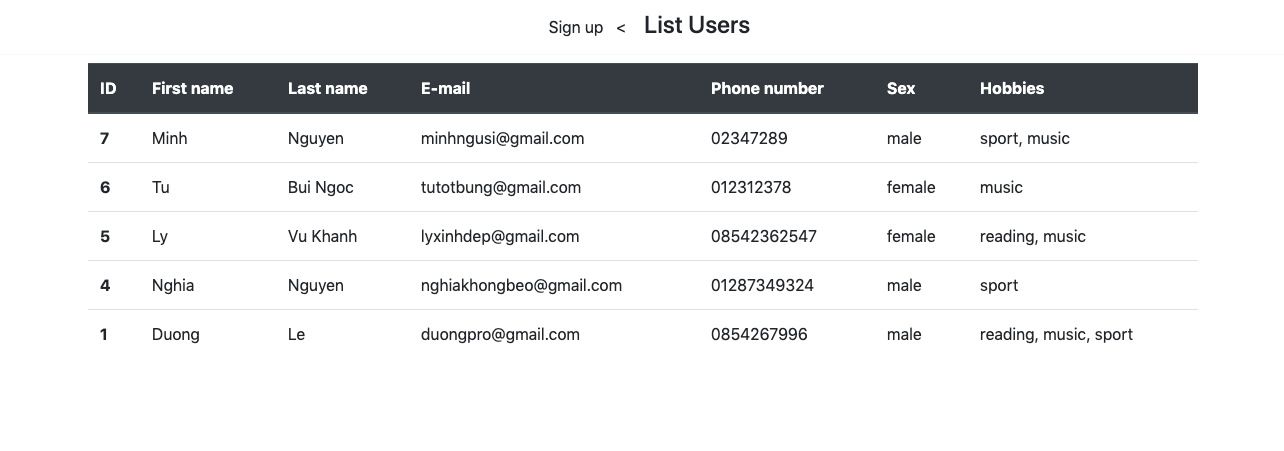 Sign up < List Users
ID First name Last name E-mail Phone number Sex Hobbies
7 Minh Nguyen minhngusi@gmail.com 02347289 male sport, music
6 Tu Bui Ngoc tutotbung@gmail.com 012312378 female music
5 Ly Vu Khanh lyxinhdep@gmail.com 08542362547 female reading, music
4 Nghia Nguyen nghiakhongbeo@gmail.com 01287349324 male sport
1 Duong Le duongpro@gmail.com 0854267996 male reading, music, sport